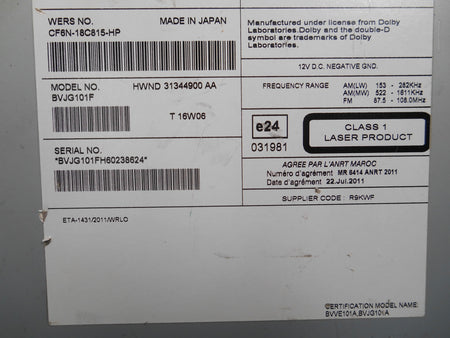 WERS NO. MADE IN JAPAN
CF6N-18C815-HP
MODEL NO. HWND 31344900 AA
BVJG101F
T 16W06
SERIAL NO.
*BVJG101FH60238624*
ETA-1431/2011/WRLC
Manufactured under license from Dolby
Laboratories.Dolby and the double-D
symbol are trademarks of Dolby
Laboratories.
12V D.C. NEGATIVE GND.
FREQUENCY RANGE AM(LW) 153 - 282KHz
AM(MW) 522 - 1611KHz
FM 87.5 - 108.0MHz
e24
031981
CLASS 1
LASER PRODUCT
AGREE PAR L'ANRT MAROC
Numéro d'agrément MR 6414 ANRT 2011
Date d'agrément 22.Jul.2011
SUPPLIER CODE : R9KWF
CERTIFICATION MODEL NAME:
BVVE101A,BVJG101A